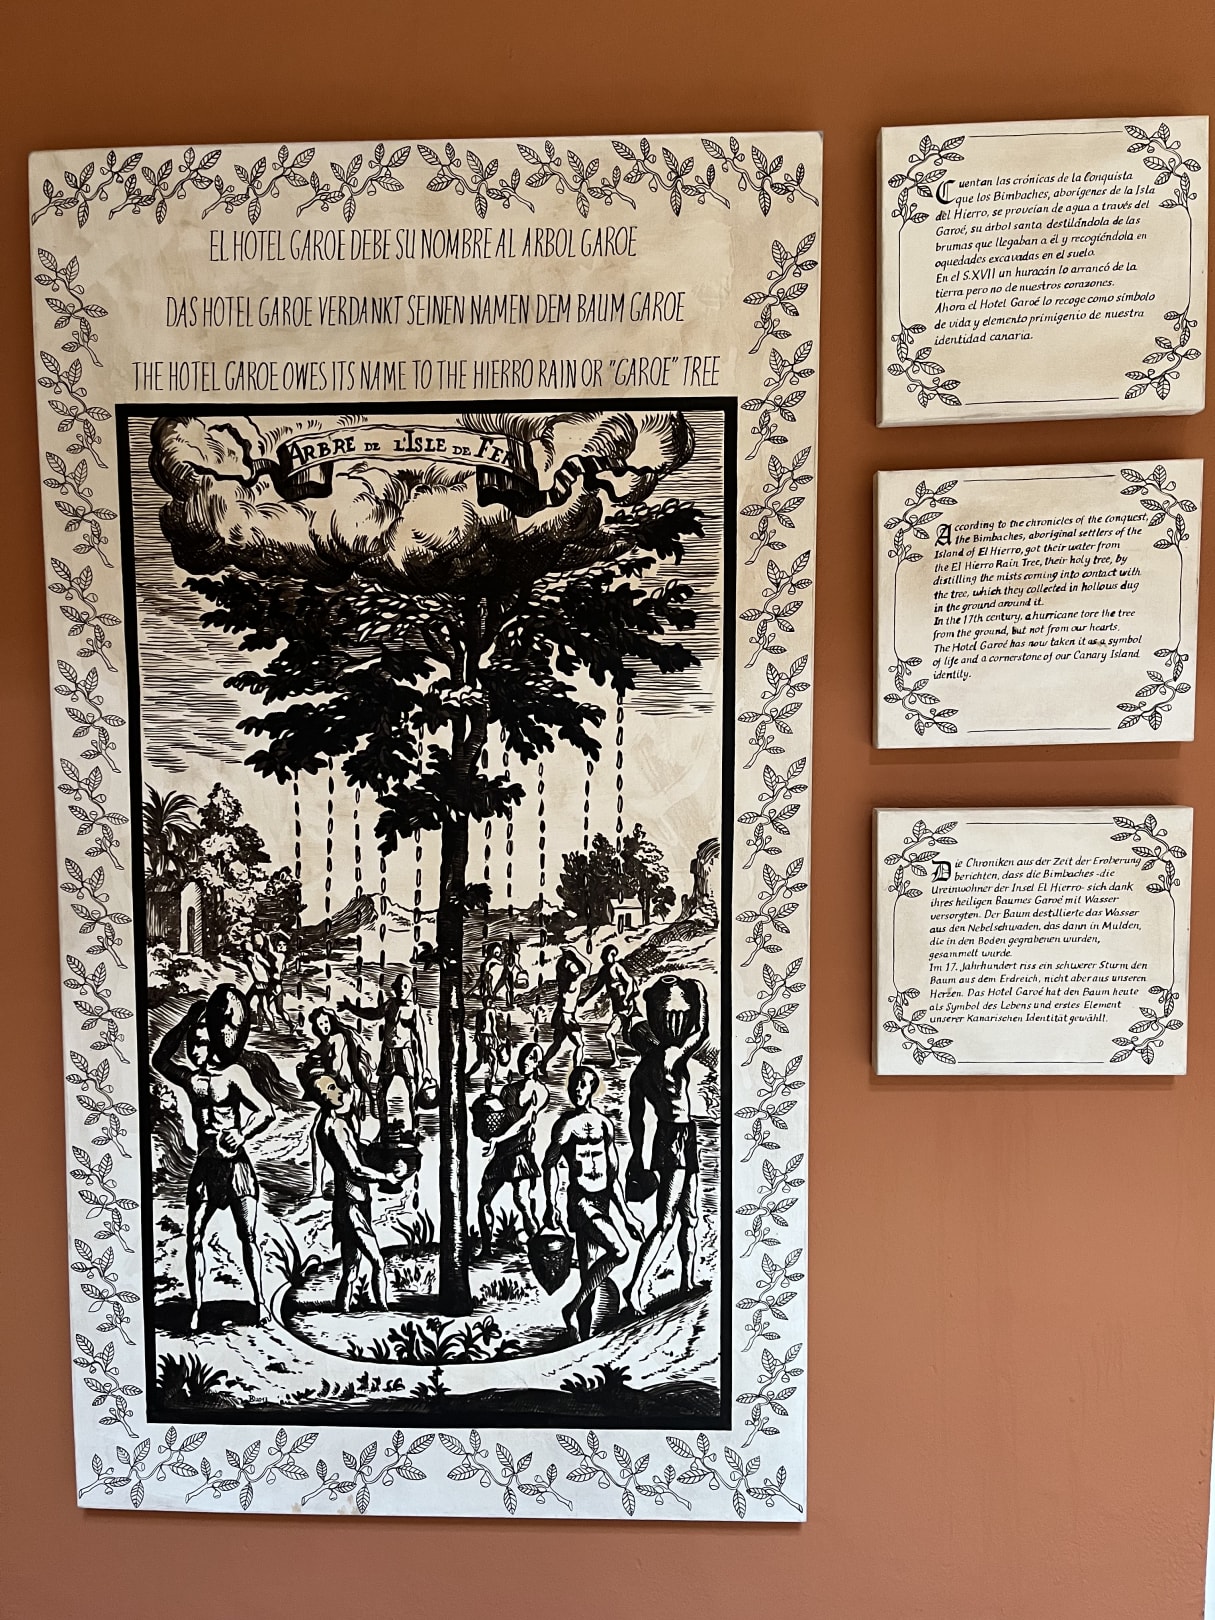 EL HOTEL GAROE DEBE SU NOMBRE AL ARBOL GAROE
DAS HOTEL GAROE VERDANKT SEINEN NAMEN DEM BAUM GAROE
THE HOTEL GAROE OWES ITS NAME TO THE HIERRO RAIN OR "GAROE" TREE
ARBRE DE L'ISLE DE FER
Cuentan las crónicas de la Conquista
que los Bimbaches, aborígenes de la Isla
del Hierro, se proveían de agua a través del
Garoé, su árbol santo destilándola de las
brumas que llegaban a él y recogiéndola en
oquedades excavadas en el suelo.
En el S.XVII un huracán lo arrancó de la
tierra pero no de nuestros corazones.
Ahora el Hotel Garoé lo recoge como símbolo
de vida y elemento primigenio de nuestra
identidad canaria.
According to the chronicles of the conquest,
the Bimbaches, aboriginal settlers of the
Island of El Hierro, got their water from
the El Hierro Rain Tree, their holy tree, by
distilling the mists coming into contact with
the tree, which they collected in hollows dug
in the ground around it.
In the 17th century, a hurricane tore the tree
from the ground, but not from our hearts.
The Hotel Garoé has now taken it as a symbol
of life and a cornerstone of our Canary Island
identity.
Die Chroniken aus der Zeit der Eroberung
berichten, dass die Bimbaches -die
Ureinwohner der Insel El Hierro- sich dank
ihres heiligen Baumes Garoé mit Wasser
versorgten. Der Baum destillierte das Wasser
aus den Nebelschwaden, das dann in Mulden,
die in den Boden gegrabenen wurden,
gesammelt wurde.
Im 17. Jahrhundert riss ein schwerer Sturm den
Baum aus dem Erdreich, nicht aber aus unseren
Herzen. Das Hotel Garoé hat den Baum heute
als Symbol des Lebens und erstes Element
unserer Kanarischen Identität gewählt.